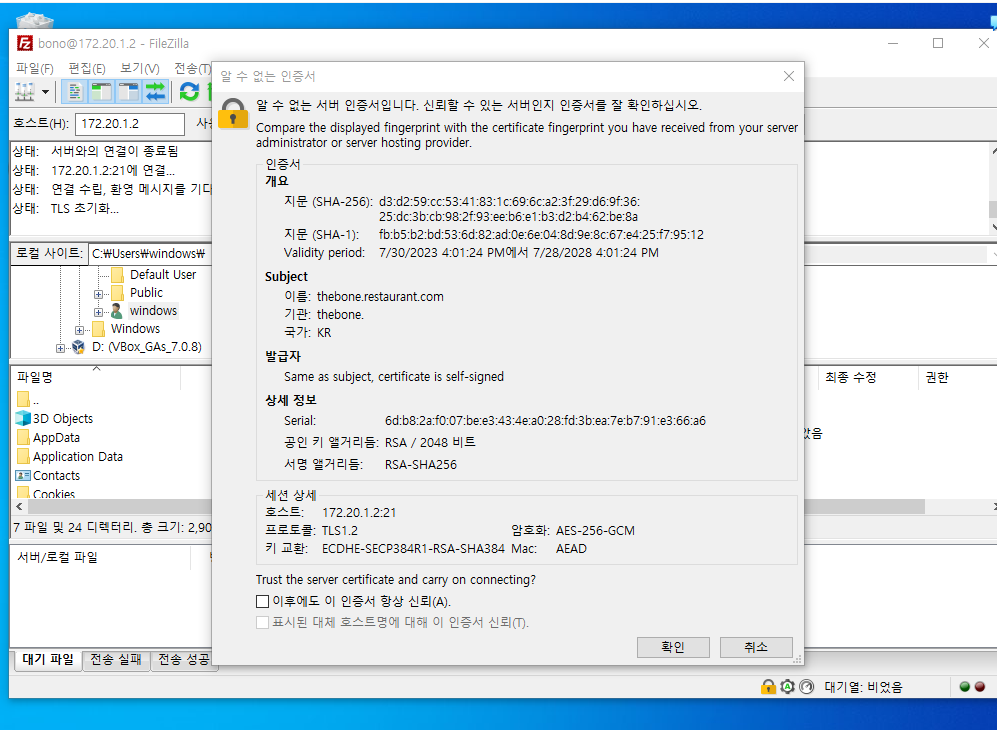 bono@172.20.1.2 - FileZilla
파일(F) 편집(E) 보기(V) 전송(T)
호스트(H): 172.20.1.2
상태: 서버와의 연결이 종료됨
상태: 172.20.1.2:21에 연결...
상태: 연결 수립, 환영 메시지를 기다
상태: TLS 초기화...
로컬 사이트: C:₩Users₩windows₩
Default User
Public
windows
Windows
D: (VBox_GAs_7.0.8)
파일명
..
3D Objects
AppData
Application Data
Contacts
Cookies
7 파일 및 24 디렉터리. 총 크기: 2,90
서버/로컬 파일
대기 파일 전송 실패 전송 성공
알 수 없는 인증서
알 수 없는 서버 인증서입니다. 신뢰할 수 있는 서버인지 인증서를 잘 확인하십시오.
Compare the displayed fingerprint with the certificate fingerprint you have received from your server
administrator or server hosting provider.
인증서
개요
지문 (SHA-256): d3:d2:59:cc:53:41:83:1c:69:6c:a2:3f:29:d6:9f:36:
25:dc:3b:cb:98:2f:93:ee:b6:e1:b3:d2:b4:62:be:8a
지문 (SHA-1): fb:b5:b2:bd:53:6d:82:ad:0e:6e:04:8d:9e:8c:67:e4:25:f7:95:12
Validity period: 7/30/2023 4:01:24 PM에서 7/28/2028 4:01:24 PM
Subject
이름: thebone.restaurant.com
기관: thebone.
국가: KR
발급자
Same as subject, certificate is self-signed
상세 정보
Serial: 6d:b8:2a:f0:07:be:e3:43:4e:a0:28:fd:3b:ea:7e:b7:91:e3:66:a6
공인 키 앨거리듬: RSA / 2048 비트
서명 앨거리듬: RSA-SHA256
세션 상세
호스트: 172.20.1.2:21
프로토콜: TLS1.2 암호화: AES-256-GCM
키 교환: ECDHE-SECP384R1-RSA-SHA384 Mac: AEAD
Trust the server certificate and carry on connecting?
이후에도 이 인증서 항상 신뢰(A).
표시된 대체 호스트명에 대해 이 인증서 신뢰(T).
확인 취소
최종 수정 권한
았음
대기열: 비었음